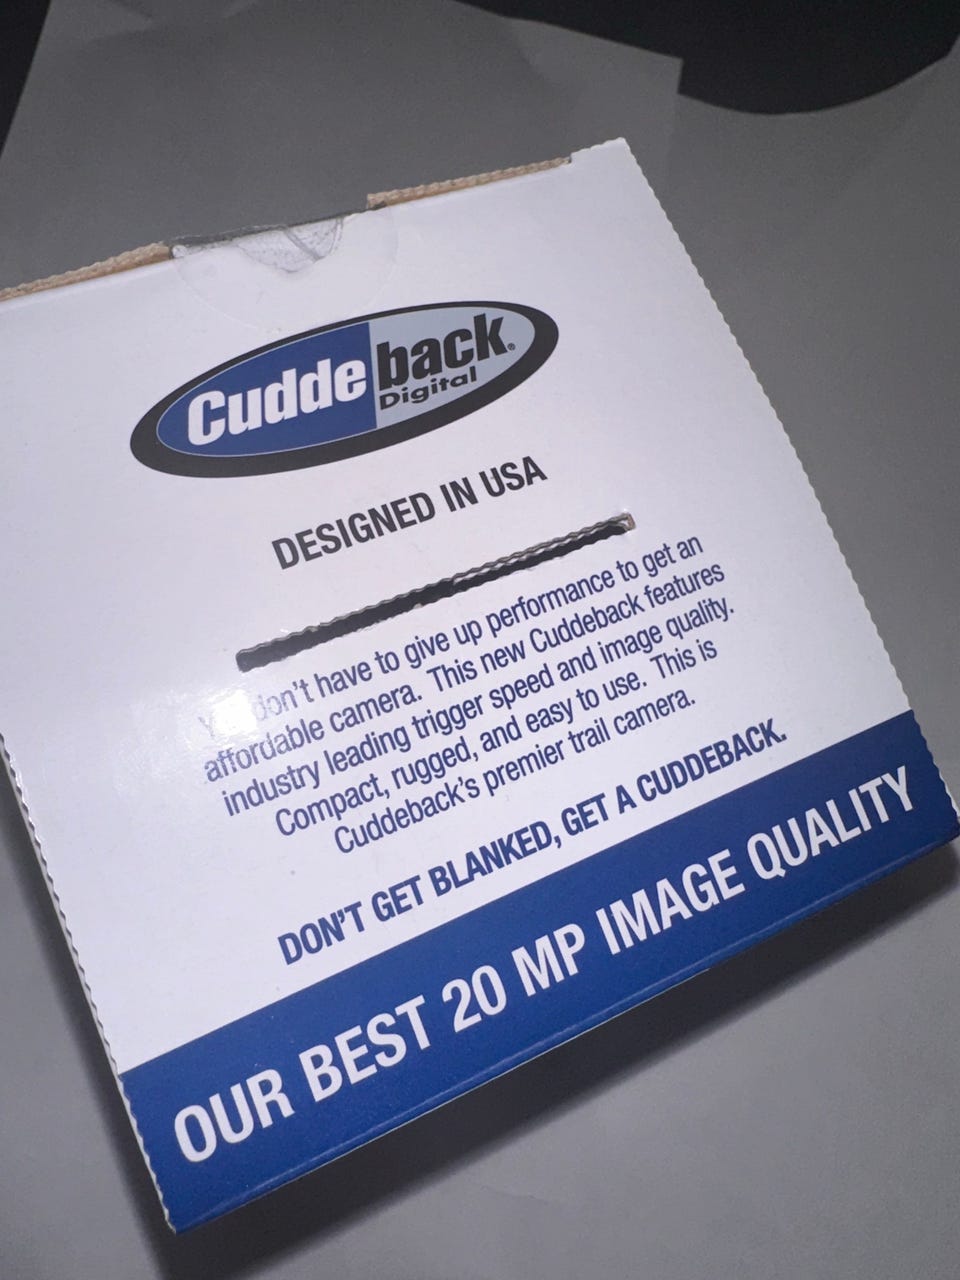 Cuddeback®
Digital
DESIGNED IN USA
You don't have to give up performance to get an
affordable camera. This new Cuddeback features
industry leading trigger speed and image quality.
Compact, rugged, and easy to use. This is
Cuddeback's premier trail camera.
DON'T GET BLANKED, GET A CUDDEBACK.
OUR BEST 20 MP IMAGE QUALITY